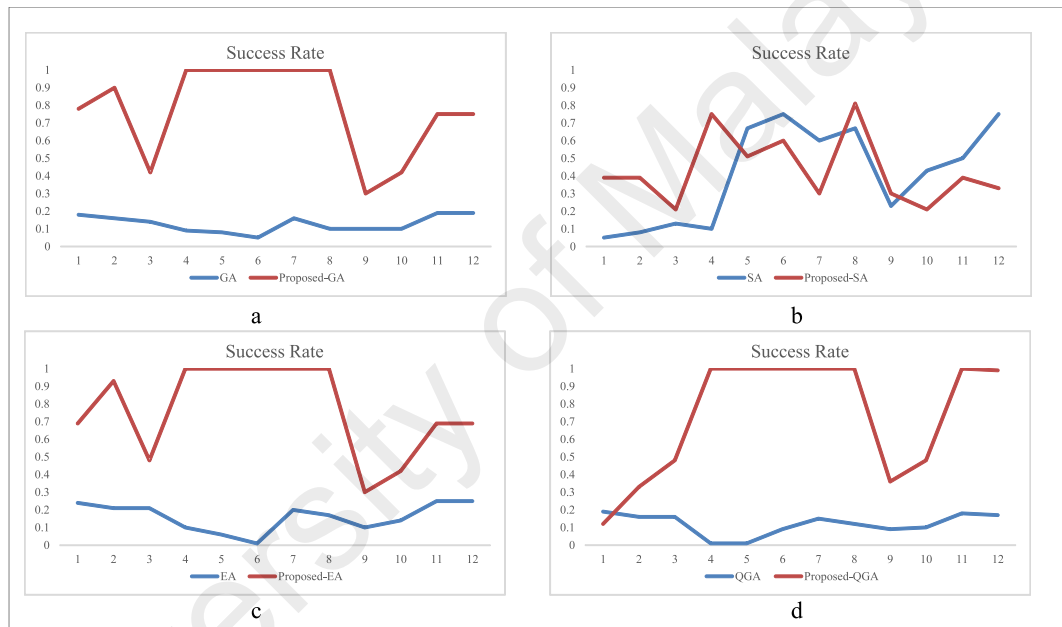 Success Rate
1
0.9
0.8
0.7
0.6
0.5
0.4
0.3
0.2
0.1
0
1 2 3 4 5 6 7 8 9 10 11 12
GA Proposed-GA
a
Success Rate
1
0.9
0.8
0.7
0.6
0.5
0.4
0.3
0.2
0.1
0
1 2 3 4 5 6 7 8 9 10 11 12
SA Proposed-SA
b
Success Rate
1
0.9
0.8
0.7
0.6
0.5
0.4
0.3
0.2
0.1
0
1 2 3 4 5 6 7 8 9 10 11 12
EA Proposed-EA
c
Success Rate
1
0.9
0.8
0.7
0.6
0.5
0.4
0.3
0.2
0.1
0
1 2 3 4 5 6 7 8 9 10 11 12
QGA Proposed-QGA
d
ersity of Malay